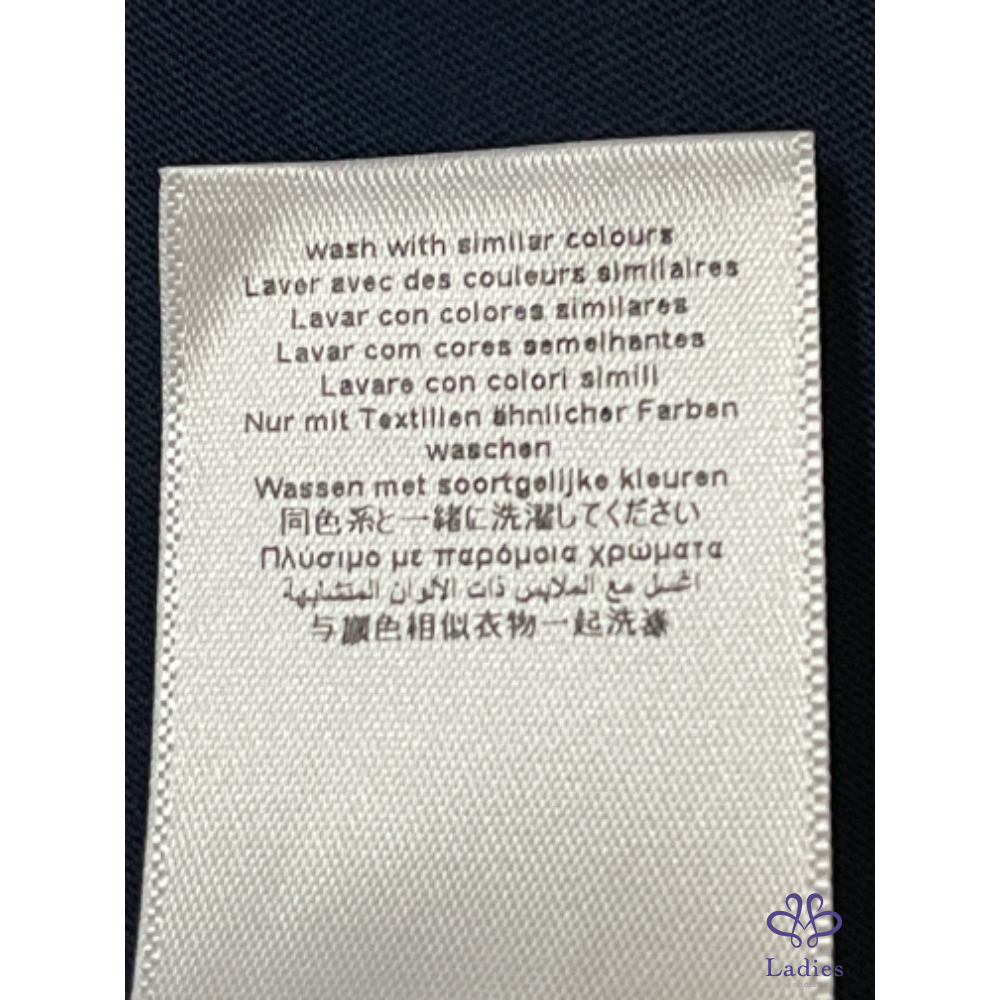 wash with similar colours
Laver avec des couleurs similaires
Lavar con colores similares
Lavar com cores semelhantes
Lavare con colori simili
Nur mit Textilien ähnlicher Farben
waschen
Wassen met soortgelijke kleuren
同色系と一緒に洗濯してください
Πλύσιμο με παρόμοια χρώματα
اغسل مع الملابس ذات الألوان المتشابهة
与颜色相似衣物一起洗涤
Ladies